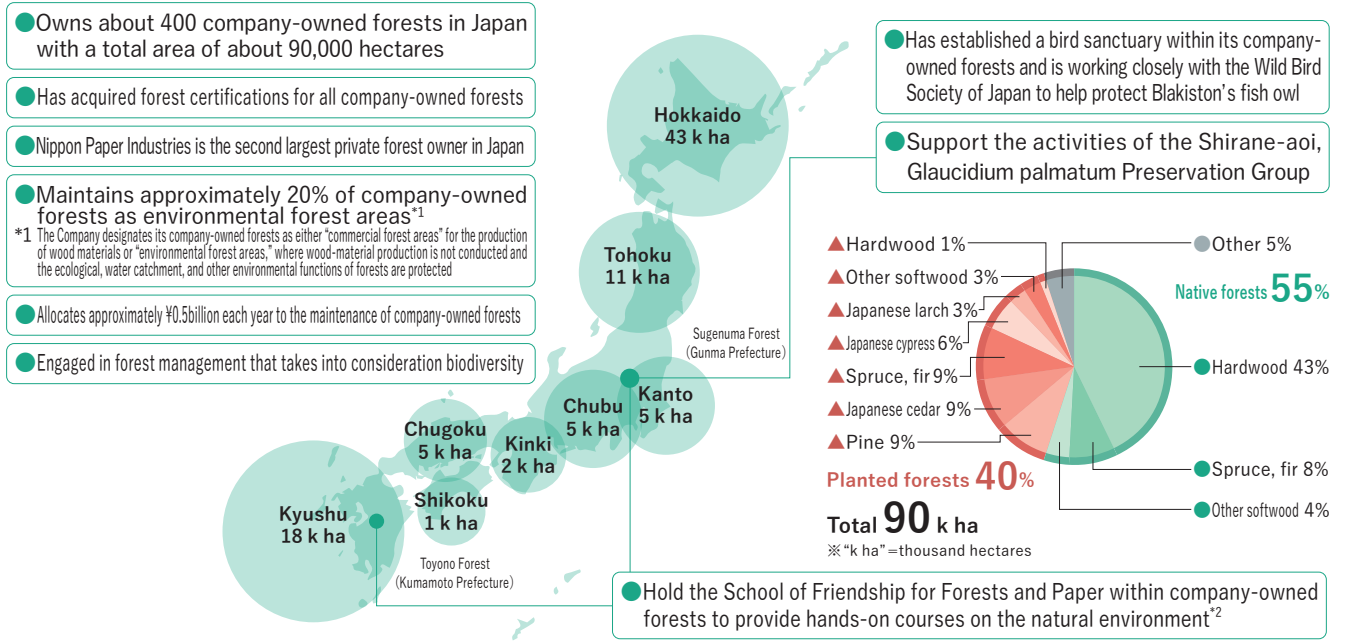 ●Owns about 400 company-owned forests in Japan
with a total area of about 90,000 hectares
●Has acquired forest certifications for all company-owned forests
●Nippon Paper Industries is the second largest private forest owner in Japan
●Maintains approximately 20% of company-owned
forests as environmental forest areas*1
*1 The Company designates its company-owned forests as either "commercial forest areas" for the production
of wood materials or "environmental forest areas," where wood-material production is not conducted and
the ecological, water catchment, and other environmental functions of forests are protected
●Allocates approximately ¥0.5billion each year to the maintenance of company-owned forests
●Engaged in forest management that takes into consideration biodiversity
Hokkaido
43 k ha
Tohoku
11 k ha
Sugenuma Forest
(Gunma Prefecture)
Kanto
5 k ha
Chubu
5 k ha
Chugoku
5 k ha
Kinki
2 k ha
Shikoku
1 k ha
Kyushu
18 k ha
Toyono Forest
(Kumamoto Prefecture)
●Has established a bird sanctuary within its company-
owned forests and is working closely with the Wild Bird
Society of Japan to help protect Blakiston's fish owl
●Support the activities of the Shirane-aoi,
Glaucidium palmatum Preservation Group
▲Hardwood 1%
▲Other softwood 3%
▲Japanese larch 3%
▲Japanese cypress 6%
▲Spruce, fir 9%
▲Japanese cedar 9%
▲Pine 9%
Planted forests 40%
●Other 5%
Native forests 55%
●Hardwood 43%
●Spruce, fir 8%
●Other softwood 4%
Total 90 k ha
※"k ha"=thousand hectares
●Hold the School of Friendship for Forests and Paper within company-owned
forests to provide hands-on courses on the natural environment*2